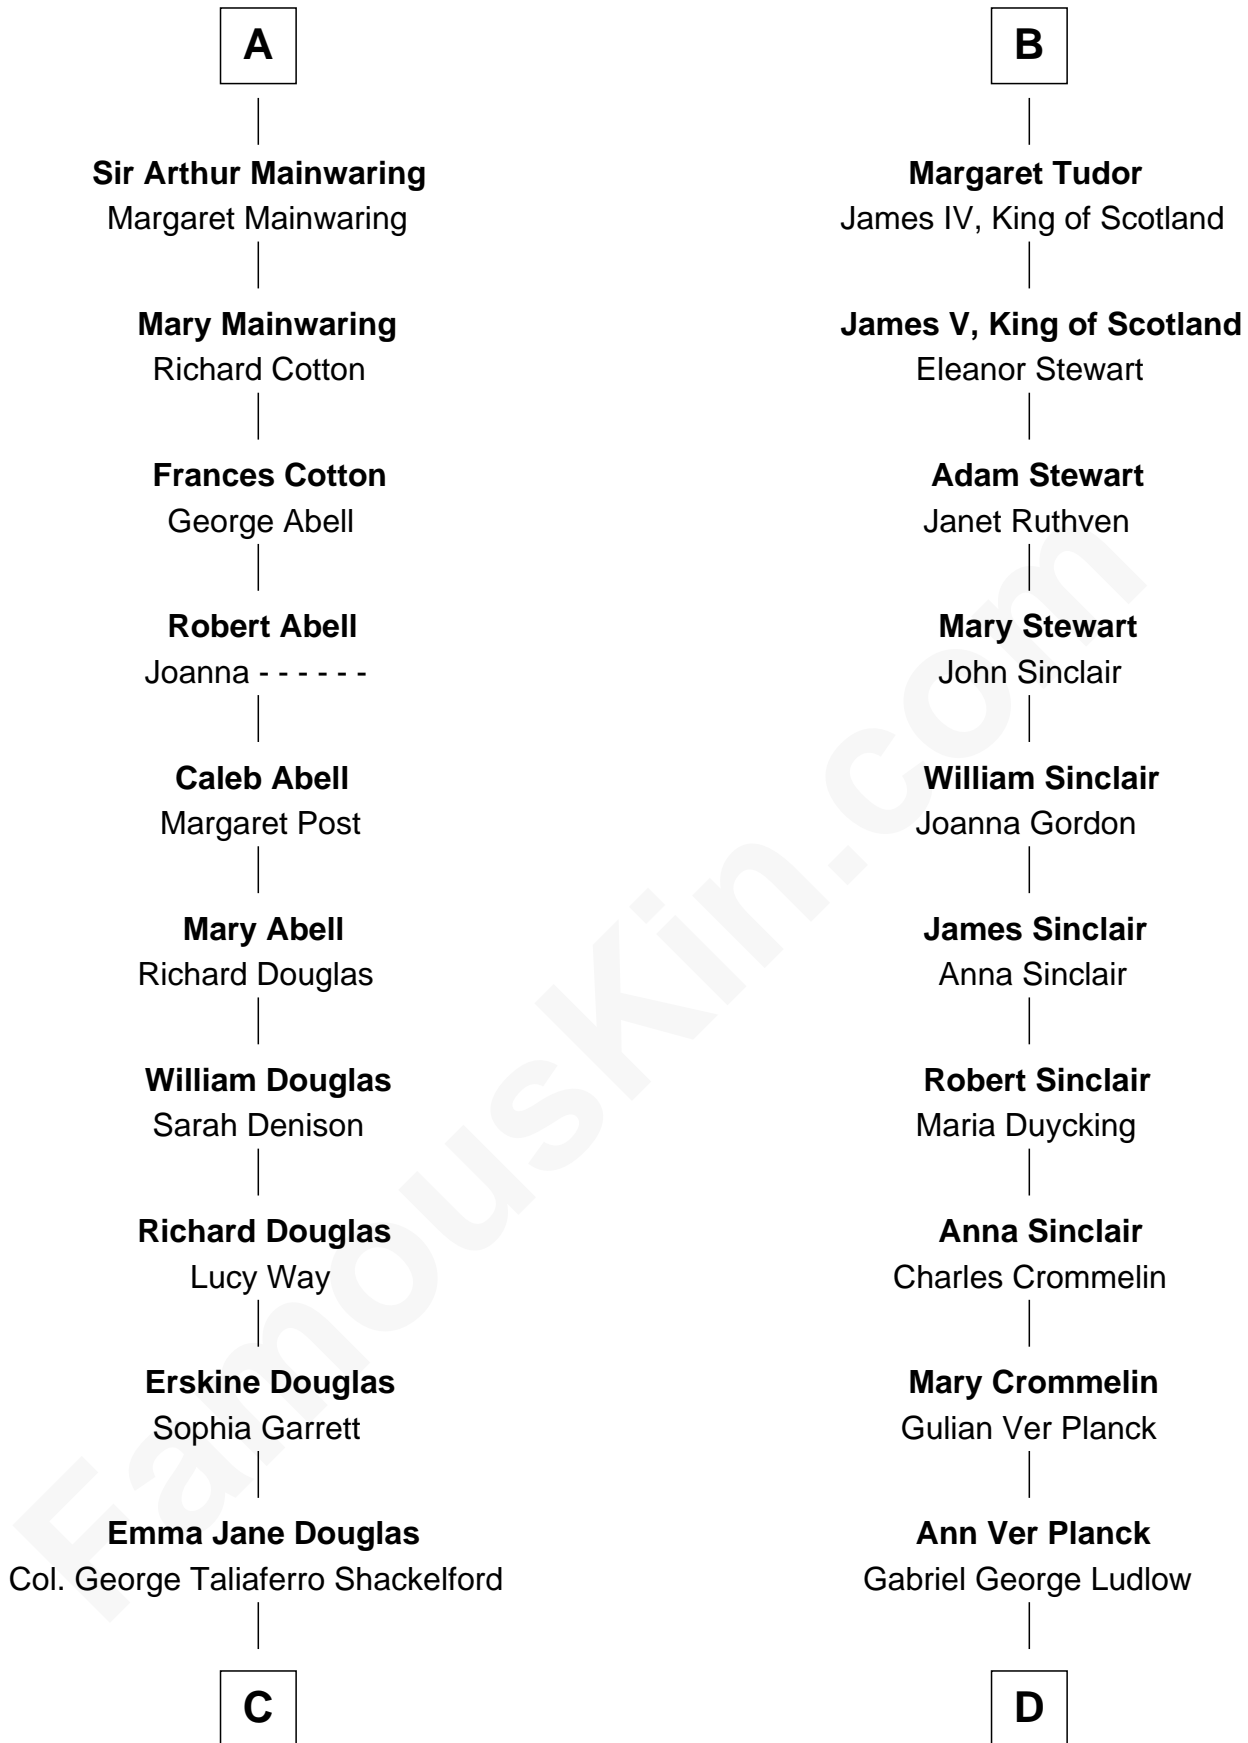 A
Sir Arthur Mainwaring
Margaret Mainwaring
Mary Mainwaring
Richard Cotton
Frances Cotton
George Abell
Robert Abell
Joanna - - - - - -
Caleb Abell
Margaret Post
Mary Abell
Richard Douglas
William Douglas
Sarah Denison
Richard Douglas
Lucy Way
Erskine Douglas
Sophia Garrett
Emma Jane Douglas
Col. George Taliaferro Shackelford
C
B
Margaret Tudor
James IV, King of Scotland
James V, King of Scotland
Eleanor Stewart
Adam Stewart
Janet Ruthven
Mary Stewart
John Sinclair
William Sinclair
Joanna Gordon
James Sinclair
Anna Sinclair
Robert Sinclair
Maria Duycking
Anna Sinclair
Charles Crommelin
Mary Crommelin
Gulian Ver Planck
Ann Ver Planck
Gabriel George Ludlow
D
FamousKin.com